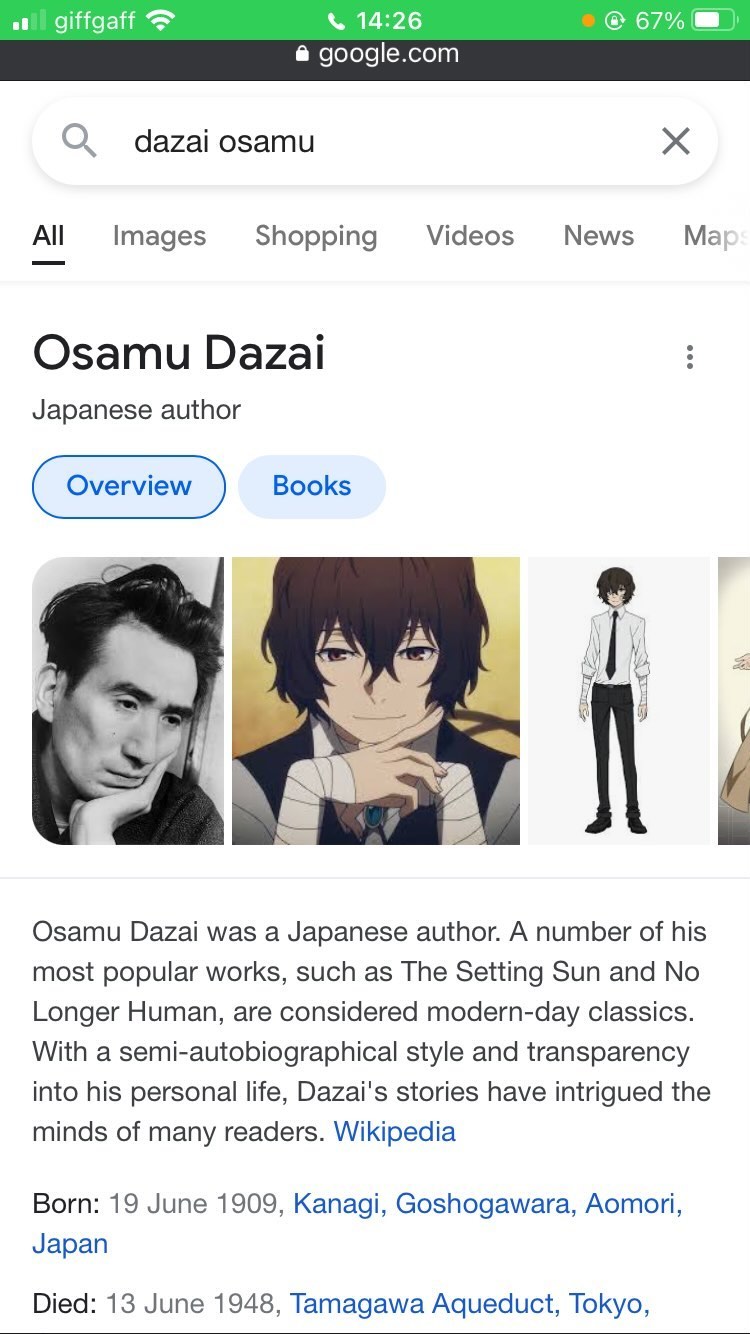 giffgaff 14:26 67%
google.com
dazai osamu
All Images Shopping Videos News Maps
Osamu Dazai
Japanese author
Overview Books
Osamu Dazai was a Japanese author. A number of his
most popular works, such as The Setting Sun and No
Longer Human, are considered modern-day classics.
With a semi-autobiographical style and transparency
into his personal life, Dazai's stories have intrigued the
minds of many readers. Wikipedia
Born: 19 June 1909, Kanagi, Goshogawara, Aomori,
Japan
Died: 13 June 1948, Tamagawa Aqueduct, Tokyo,